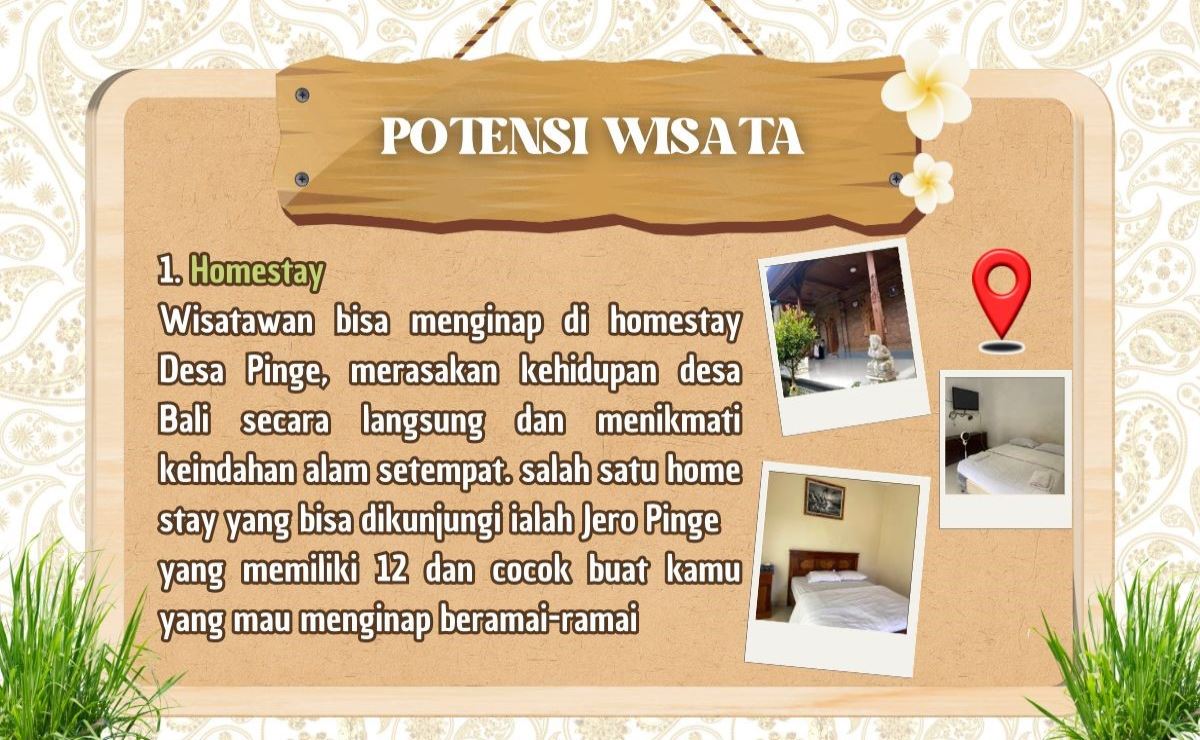 POTENSI WISATA
1. Homestay
Wisatawan bisa menginap di homestay
Desa Pinge, merasakan kehidupan desa
Bali secara langsung dan menikmati
keindahan alam setempat. salah satu home
stay yang bisa dikunjungi ialah Jero Pinge
yang memiliki 12 dan cocok buat kamu
yang mau menginap beramai-ramai